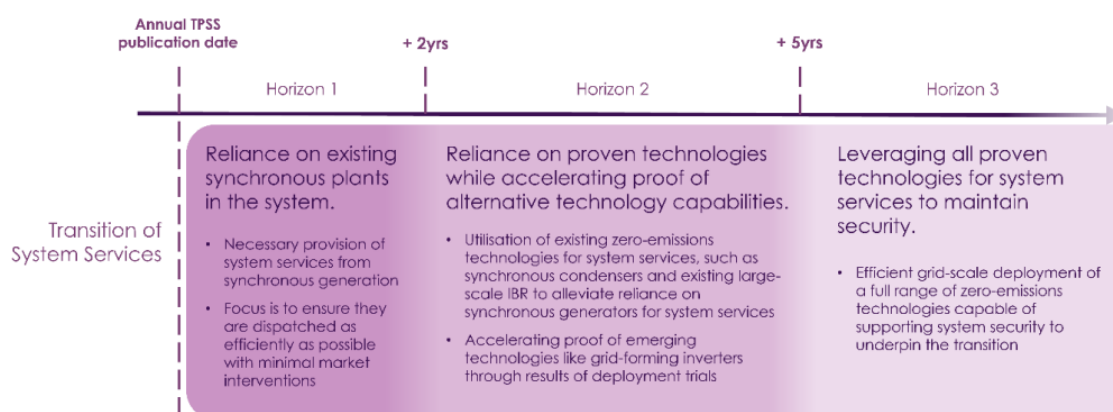 Annual TPSS
publication date
+ 2yrs
+ 5yrs
Horizon 1
Horizon 2
Horizon 3
Transition of
System Services
Reliance on existing
synchronous plants
in the system.
• Necessary provision of
system services from
synchronous generation
• Focus is to ensure they
are dispatched as
efficiently as possible
with minimal market
interventions
Reliance on proven technologies
while accelerating proof of
alternative technology capabilities.
• Utilisation of existing zero-emissions
technologies for system services, such as
synchronous condensers and existing large-
scale IBR to alleviate reliance on
synchronous generators for system services
• Accelerating proof of emerging
technologies like grid-forming inverters
through results of deployment trials
Leveraging all proven
technologies for system
services to maintain
security.
• Efficient grid-scale deployment of
a full range of zero-emissions
technologies capable of
supporting system security to
underpin the transition